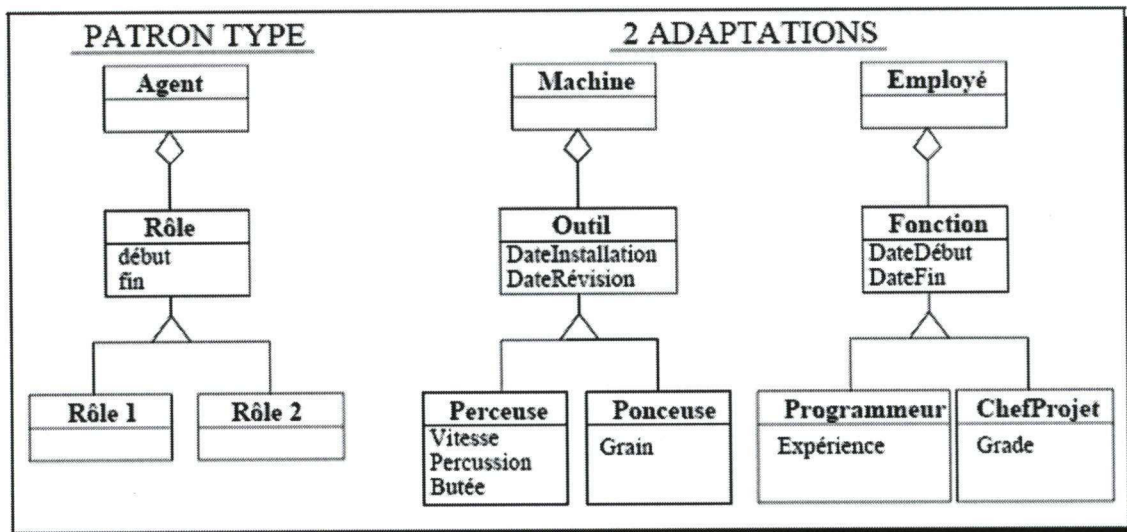 PATRON TYPE
2 ADAPTATIONS
Agent
Rôle
début
fin
Rôle 1
Rôle 2
Machine
Outil
DateInstallation
DateRévision
Perceuse
Vitesse
Percussion
Butée
Ponceuse
Grain
Employé
Fonction
DateDébut
DateFin
Programmeur
Expérience
ChefProjet
Grade